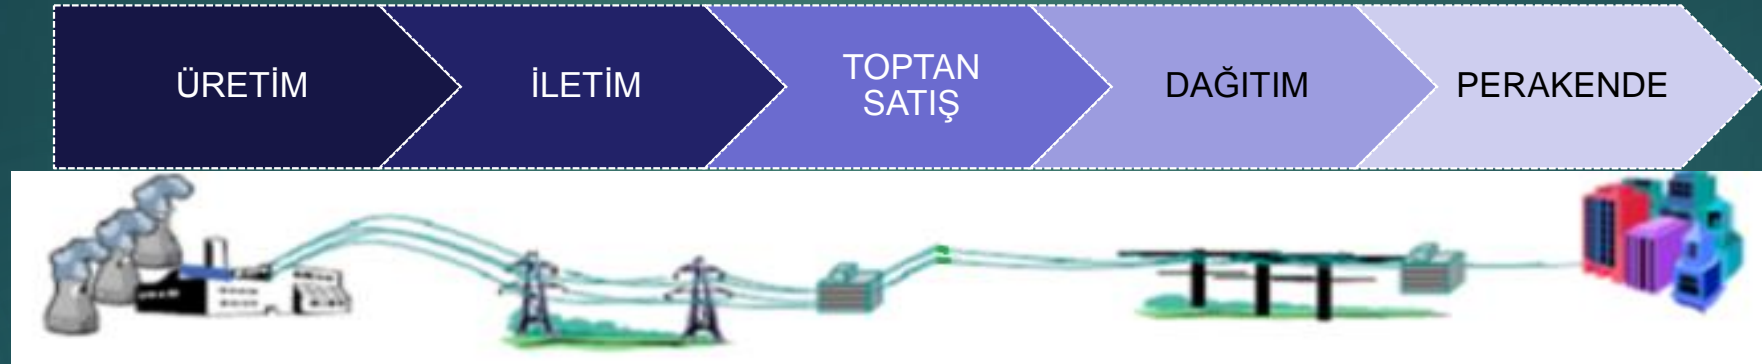 ÜRETİM
İLETİM
TOPTAN
SATIŞ
DAĞITIM
PERAKENDE